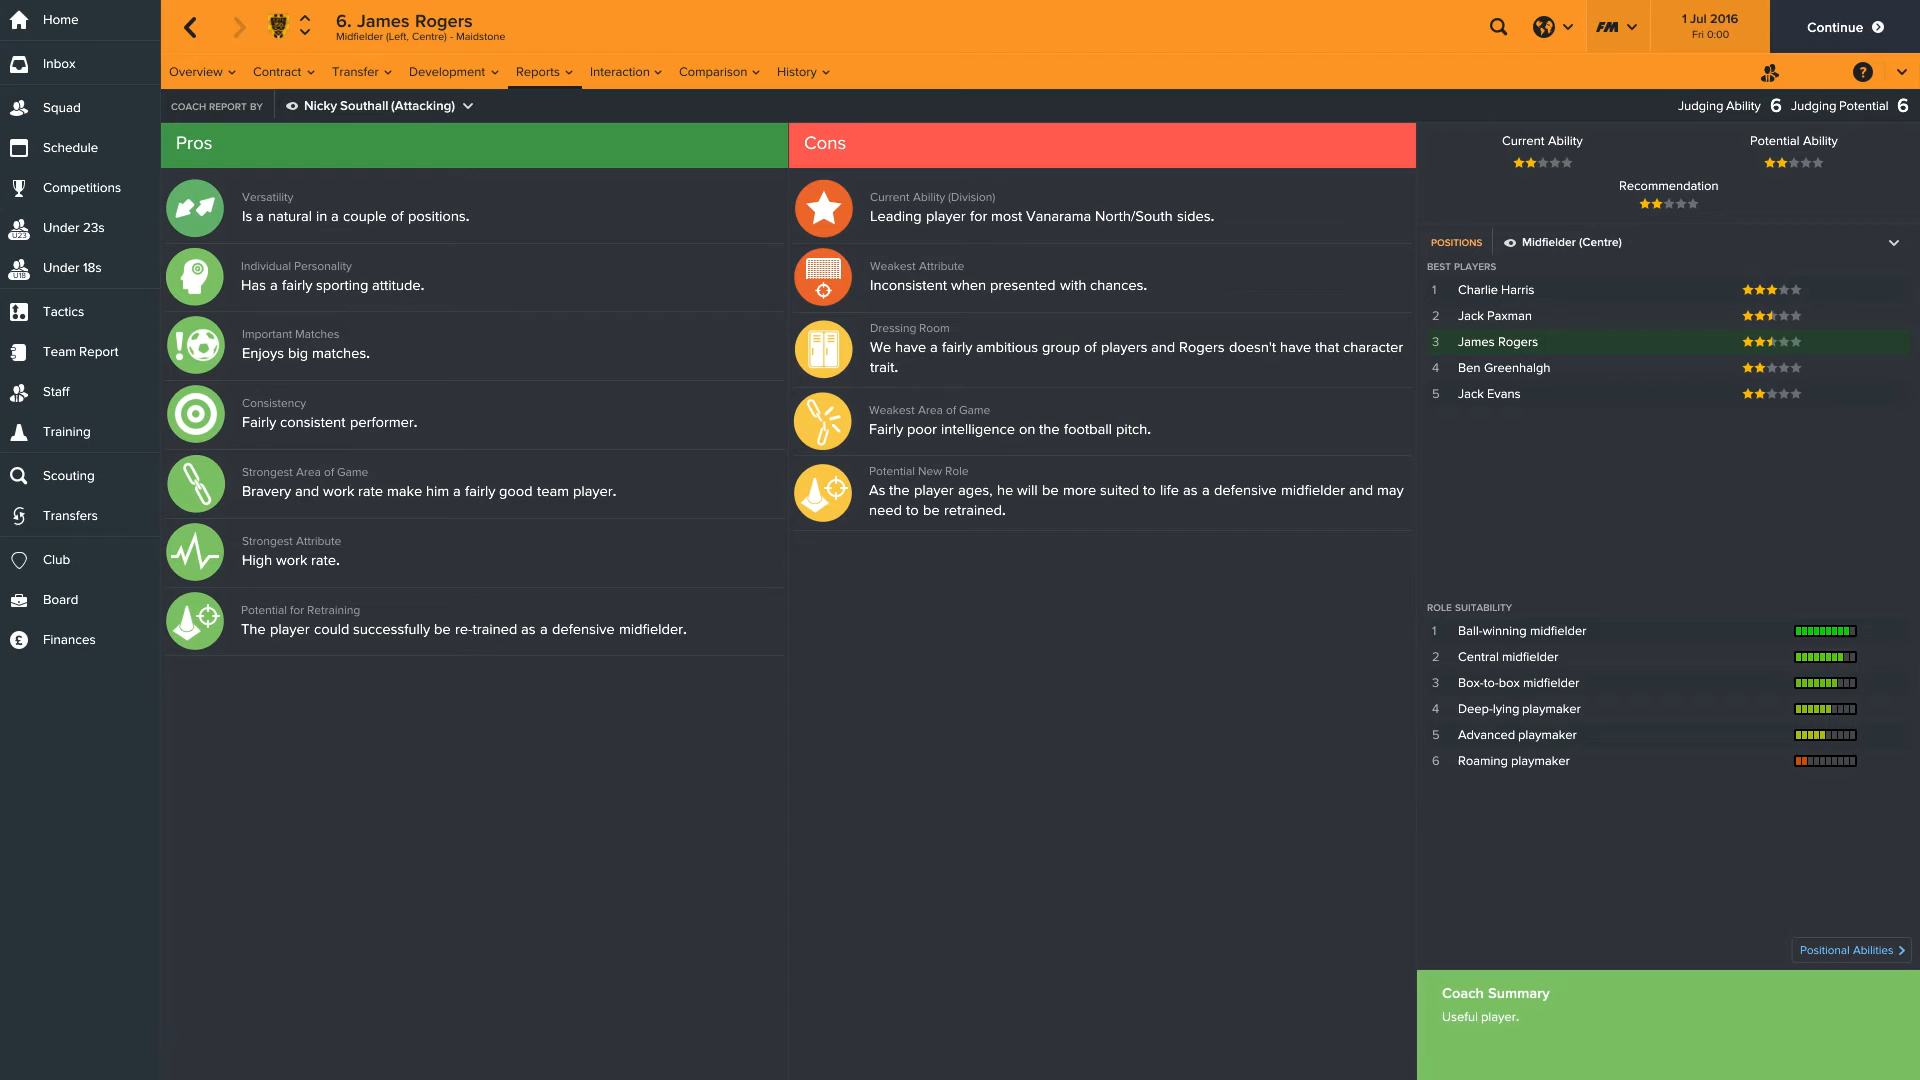 Home
Inbox
Squad
Schedule
Competitions
Under 23s
U23
Under 18s
U18
Tactics
Team Report
Staff
Training
Scouting
Transfers
Club
Board
Finances
6. James Rogers
Midfielder (Left, Centre) - Maidstone
FM
1 Jul 2016
Fri 0:00
Continue
Overview
Contract
Transfer
Development
Reports
Interaction
Comparison
History
?
COACH REPORT BY
Nicky Southall (Attacking)
Judging Ability 6
Judging Potential 6
Pros
Versatility
Is a natural in a couple of positions.
Individual Personality
Has a fairly sporting attitude.
Important Matches
Enjoys big matches.
Consistency
Fairly consistent performer.
Strongest Area of Game
Bravery and work rate make him a fairly good team player.
Strongest Attribute
High work rate.
Potential for Retraining
The player could successfully be re-trained as a defensive midfielder.
Cons
Current Ability (Division)
Leading player for most Vanarama North/South sides.
Weakest Attribute
Inconsistent when presented with chances.
Dressing Room
We have a fairly ambitious group of players and Rogers doesn't have that character
trait.
Weakest Area of Game
Fairly poor intelligence on the football pitch.
Potential New Role
As the player ages, he will be more suited to life as a defensive midfielder and may
need to be retrained.
Current Ability
Potential Ability
Recommendation
POSITIONS
Midfielder (Centre)
BEST PLAYERS
1 Charlie Harris
2 Jack Paxman
3 James Rogers
4 Ben Greenhalgh
5 Jack Evans
ROLE SUITABILITY
1 Ball-winning midfielder
2 Central midfielder
3 Box-to-box midfielder
4 Deep-lying playmaker
5 Advanced playmaker
6 Roaming playmaker
Positional Abilities
Coach Summary
Useful player.